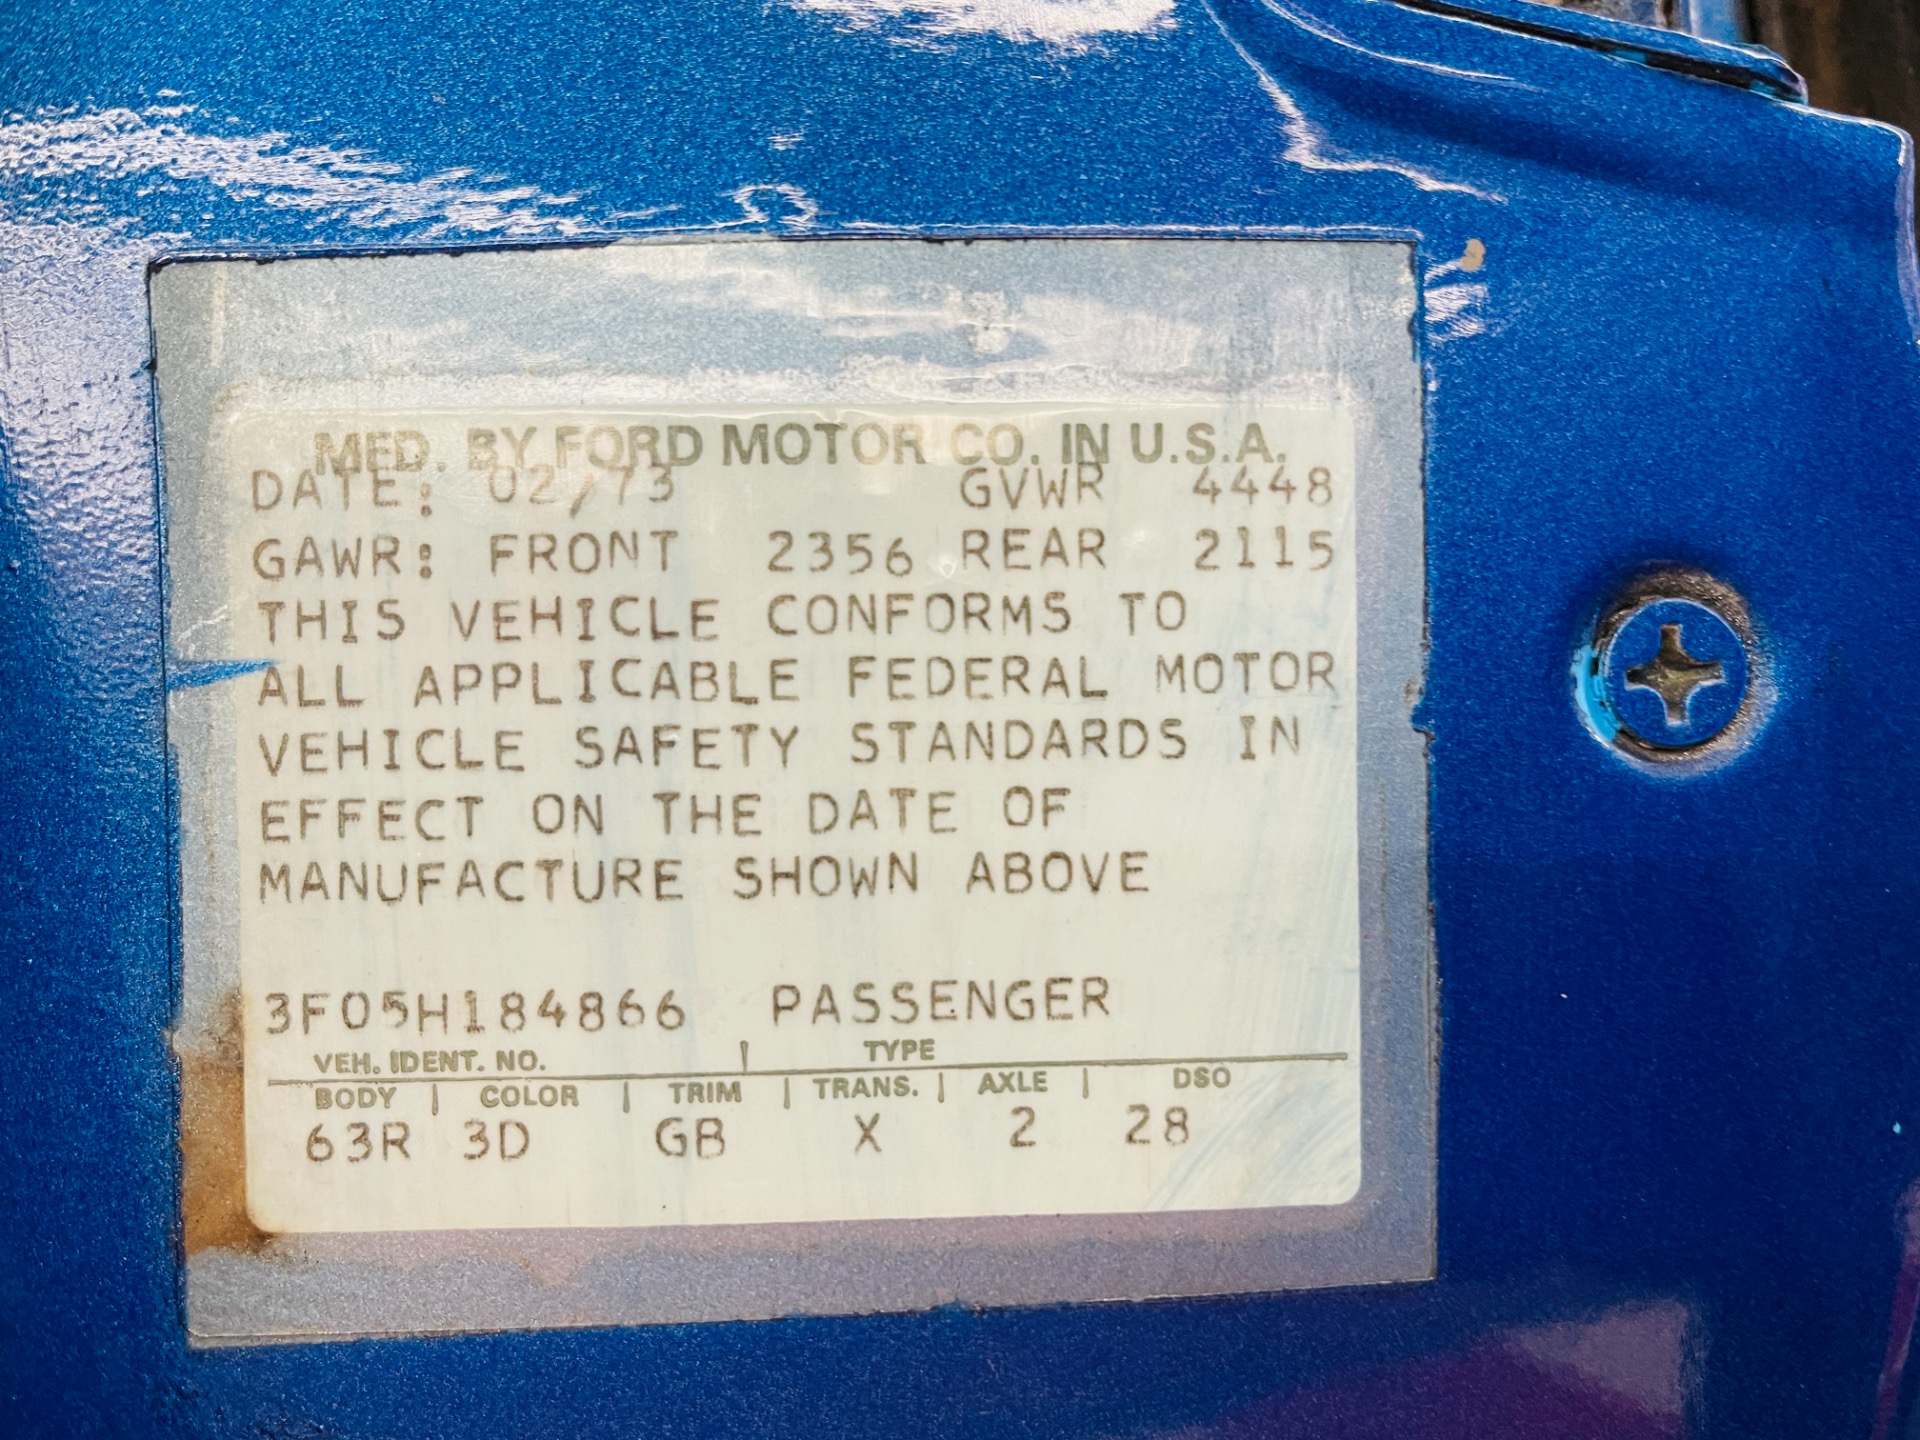 MFD. BY FORD MOTOR CO. IN U.S.A.
DATE: 02/73 GVWR 4448
GAWR: FRONT 2356 REAR 2115
THIS VEHICLE CONFORMS TO
ALL APPLICABLE FEDERAL MOTOR
VEHICLE SAFETY STANDARDS IN
EFFECT ON THE DATE OF
MANUFACTURE SHOWN ABOVE
3F05H184866 PASSENGER
VEH. IDENT. NO. | TYPE
BODY | COLOR | TRIM | TRANS. | AXLE | DSO
63R 3D GB X 2 28